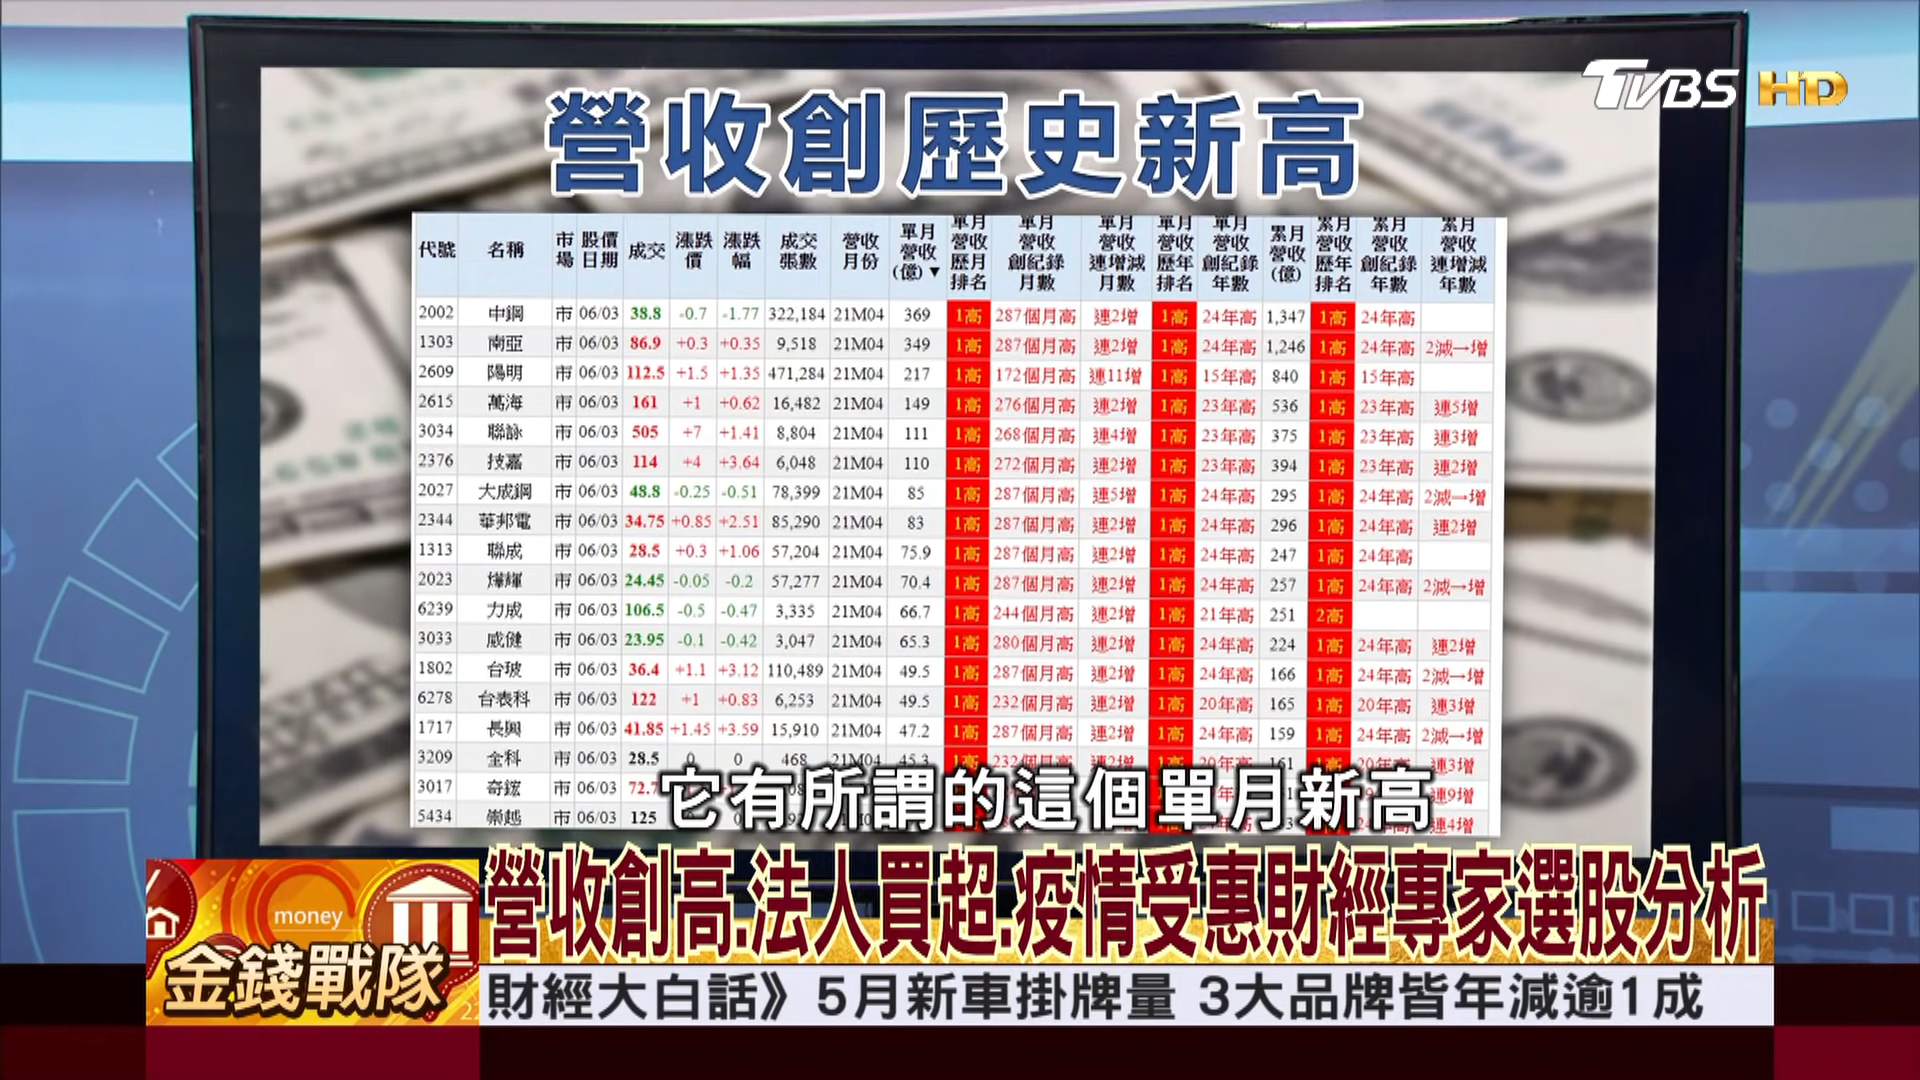 TVBS HD
營收創歷史新高
代號 名稱 市場 股價日期 成交 漲跌價 漲跌幅 成交張數 營收月份 單月營收(億)▼ 單月營收歷月排名 單月營收創紀錄月數 單月營收連增減月數 單月營收歷年排名 單月營收創紀錄年數 累月營收(億) 累月營收歷年排名 累月營收創紀錄年數 累月營收連增減年數
2002 中鋼 市 06/03 38.8 -0.7 -1.77 322,184 21M04 369 1高 287個月高 連2增 1高 24年高 1,347 1高 24年高
1303 南亞 市 06/03 86.9 +0.3 +0.35 9,518 21M04 349 1高 287個月高 連2增 1高 24年高 1,246 1高 24年高 2減→增
2609 陽明 市 06/03 112.5 +1.5 +1.35 471,284 21M04 217 1高 172個月高 連11增 1高 15年高 840 1高 15年高
2615 萬海 市 06/03 161 +1 +0.62 16,482 21M04 149 1高 276個月高 連2增 1高 23年高 536 1高 23年高 連5增
3034 聯詠 市 06/03 505 +7 +1.41 8,804 21M04 111 1高 268個月高 連4增 1高 23年高 375 1高 23年高 連3增
2376 技嘉 市 06/03 114 +4 +3.64 6,048 21M04 110 1高 272個月高 連2增 1高 23年高 394 1高 23年高 連2增
2027 大成鋼 市 06/03 48.8 -0.25 -0.51 78,399 21M04 85 1高 287個月高 連5增 1高 24年高 295 1高 24年高 2減→增
2344 華邦電 市 06/03 34.75 +0.85 +2.51 85,290 21M04 83 1高 287個月高 連2增 1高 24年高 296 1高 24年高 連2增
1313 聯成 市 06/03 28.5 +0.3 +1.06 57,204 21M04 75.9 1高 287個月高 連2增 1高 24年高 247 1高 24年高
2023 燁輝 市 06/03 24.45 -0.05 -0.2 57,277 21M04 70.4 1高 287個月高 連2增 1高 24年高 257 1高 24年高 2減→增
6239 力成 市 06/03 106.5 -0.5 -0.47 3,335 21M04 66.7 1高 244個月高 連2增 1高 21年高 251 2高
3033 威健 市 06/03 23.95 -0.1 -0.42 3,047 21M04 65.3 1高 280個月高 連2增 1高 24年高 224 1高 24年高 連2增
1802 台玻 市 06/03 36.4 +1.1 +3.12 110,489 21M04 49.5 1高 287個月高 連2增 1高 24年高 166 1高 24年高 2減→增
6278 台表科 市 06/03 122 +1 +0.83 6,253 21M04 49.5 1高 232個月高 連2增 1高 20年高 165 1高 20年高 連3增
1717 長興 市 06/03 41.85 +1.45 +3.59 15,910 21M04 47.2 1高 287個月高 連2增 1高 24年高 159 1高 24年高 2減→增
3209 全科 市 06/03 28.5 0 0 468 21M04 45.3 1高 232個月高 連2增 1高 20年高 161 1高 20年高 連3增
3017 奇鋐 市 06/03 連9增
5434 崇越 市 06/03 125 連4增
它有所謂的這個單月新高
營收創高.法人買超.疫情受惠財經專家選股分析
money
金錢戰隊
財經大白話》5月新車掛牌量 3大品牌皆年減逾1成